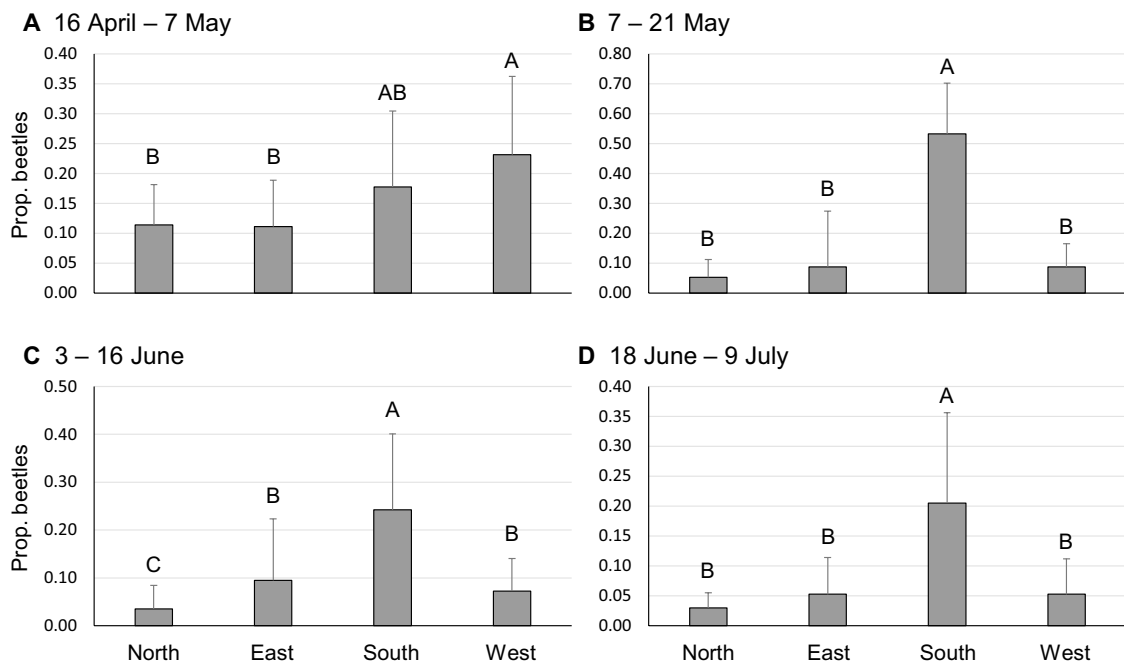 A 16 April – 7 May
0.40
0.35
0.30
0.25
0.20
0.15
0.10
0.05
0.00
Prop. beetles
B
B
AB
A
B 7 – 21 May
0.80
0.70
0.60
0.50
0.40
0.30
0.20
0.10
0.00
B
B
A
B
C 3 – 16 June
0.50
0.40
0.30
0.20
0.10
0.00
Prop. beetles
C
B
A
B
North East South West
D 18 June – 9 July
0.40
0.35
0.30
0.25
0.20
0.15
0.10
0.05
0.00
B
B
A
B
North East South West